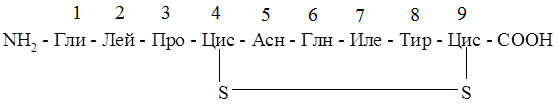 1 2 3 4 5 6 7 8 9
NH2 - Гли - Лей - Про - Цис - Асн - Глн - Иле - Тир - Цис - COOH
S S